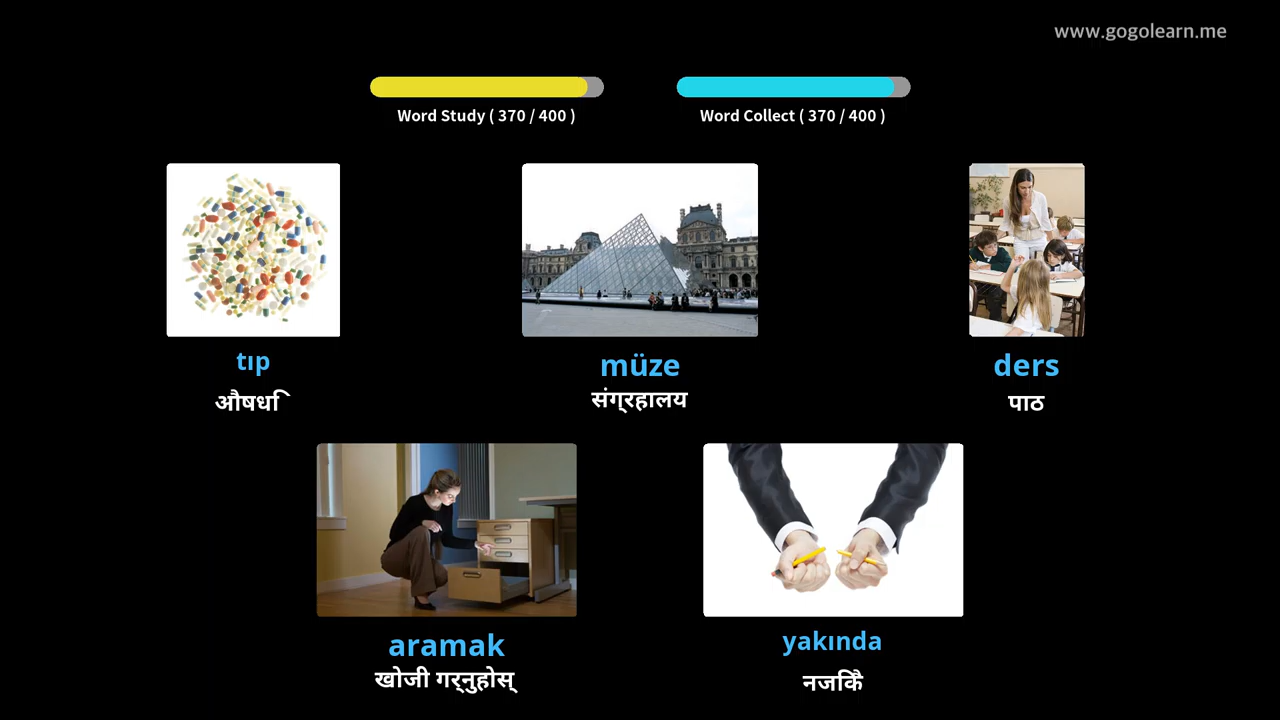 www.gogolearn.me
Word Study ( 370 / 400 )
Word Collect ( 370 / 400 )
tıp
औषधि
müze
संग्रहालय
ders
पाठ
aramak
खोजी गर्नुहोस्
yakında
नजिकै